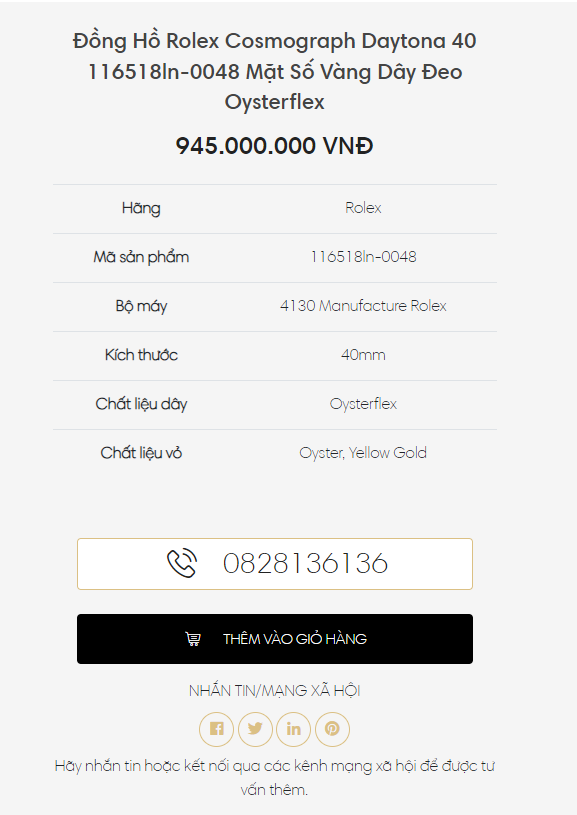 Đồng Hồ Rolex Cosmograph Daytona 40
116518ln-0048 Mặt Số Vàng Dây Đeo
Oysterflex
945.000.000 VNĐ
Hãng Rolex
Mã sản phẩm 116518ln-0048
Bộ máy 4130 Manufacture Rolex
Kích thước 40mm
Chất liệu dây Oysterflex
Chất liệu vỏ Oyster, Yellow Gold
0828136136
THÊM VÀO GIỎ HÀNG
NHẮN TIN/MẠNG XÃ HỘI
Hãy nhắn tin hoặc kết nối qua các kênh mạng xã hội để được tư
vấn thêm.